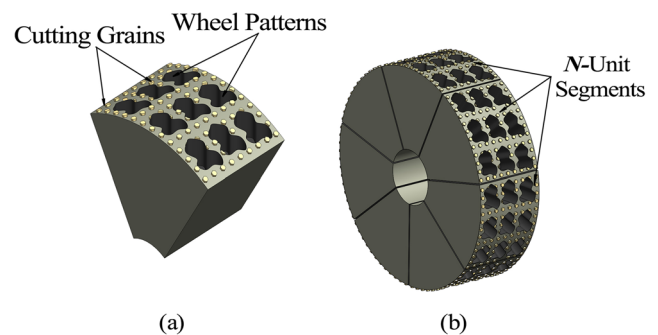 Cutting Grains
Wheel Patterns
N-Unit
Segments
(a)
(b)